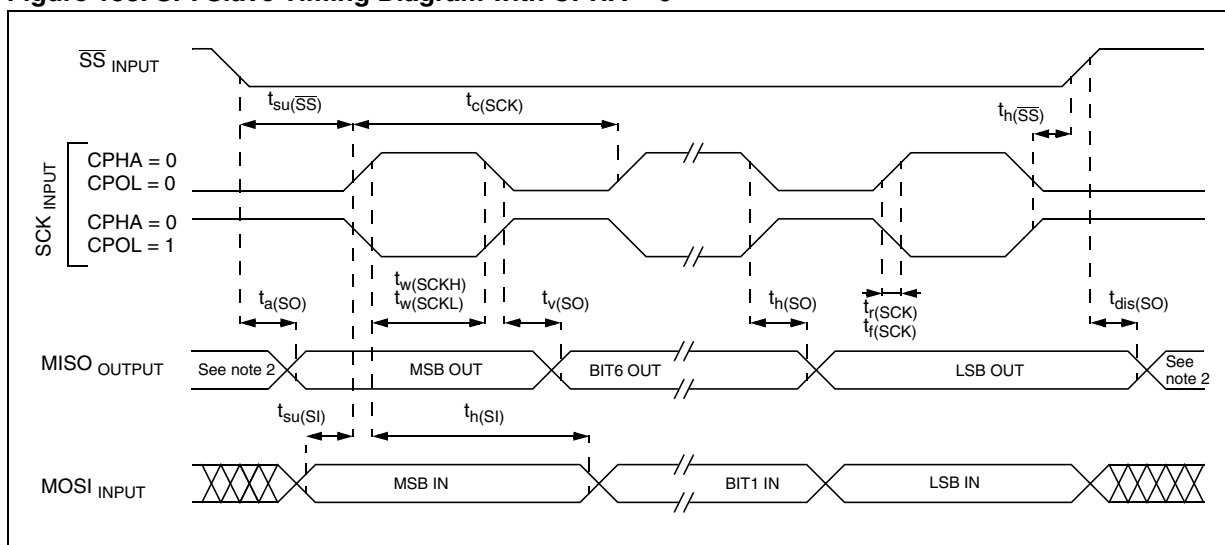 SS INPUT
tsu(SS)
tc(SCK)
th(SS)
SCK INPUT
CPHA = 0
CPOL = 0
CPHA = 0
CPOL = 1
ta(SO)
tw(SCKH)
tw(SCKL)
tv(SO)
th(SO)
tr(SCK)
tf(SCK)
tdis(SO)
MISO OUTPUT
See note 2
MSB OUT
BIT6 OUT
LSB OUT
See
note 2
tsu(SI)
th(SI)
MOSI INPUT
MSB IN
BIT1 IN
LSB IN